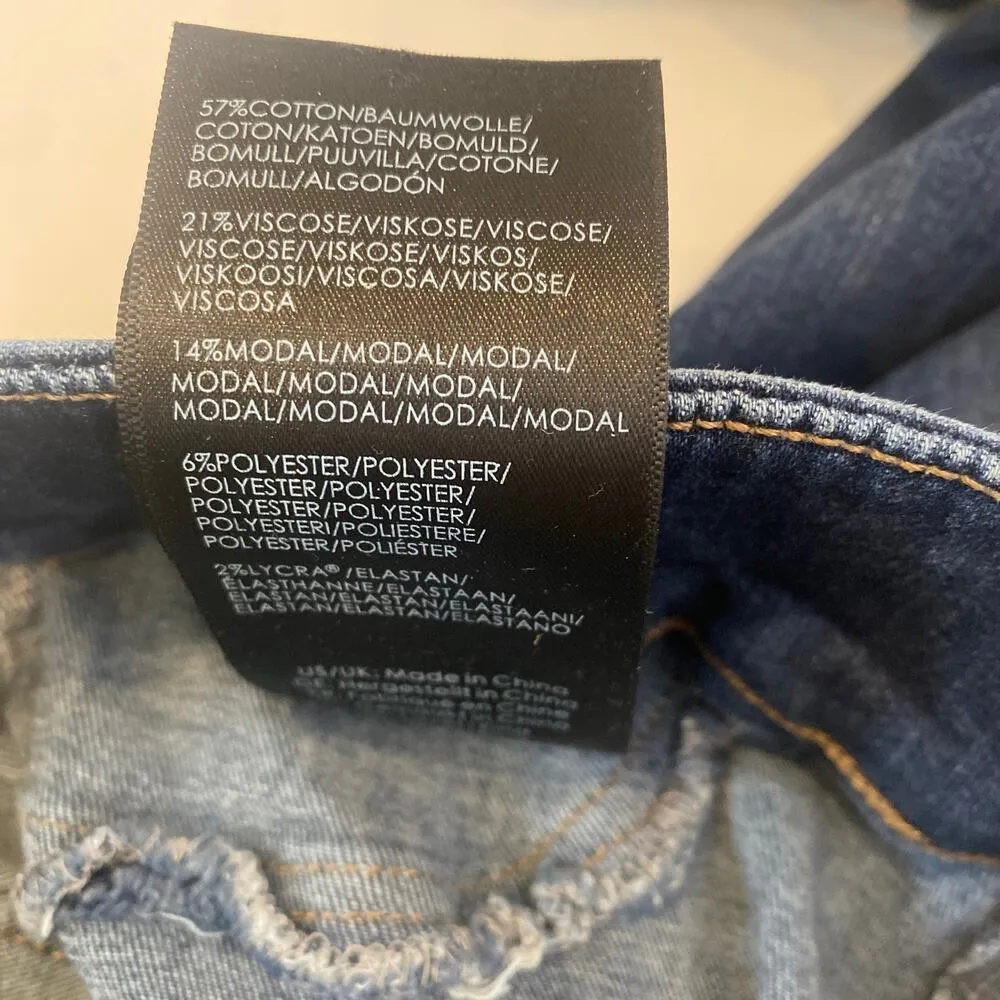 57%COTTON/BAUMWOLLE/
COTON/KATOEN/BOMULD/
BOMULL/PUUVILLA/COTONE/
BOMULL/ALGODÓN
21%VISCOSE/VISKOSE/VISCOSE/
VISCOSE/VISKOSE/VISKOS/
VISKOOSI/VISCOSA/VISKOSE/
VISCOSA
14%MODAL/MODAL/MODAL/
MODAL/MODAL/MODAL/
MODAL/MODAL/MODAL/MODAL
6%POLYESTER/POLYESTER/
POLYESTER/POLYESTER/
POLYESTER/POLYESTER/
POLYESTERI/POLIESTERE/
POLYESTER/POLIÉSTER
2%LYCRA® /ELASTAN/
ÉLASTHANNE/ELASTAAN/
ELASTAN/ELASTAN/ELASTAANI/
ELASTAN/ELASTAN/ELASTANO
US/UK: Made in China
Hergestellt in China
en Chine